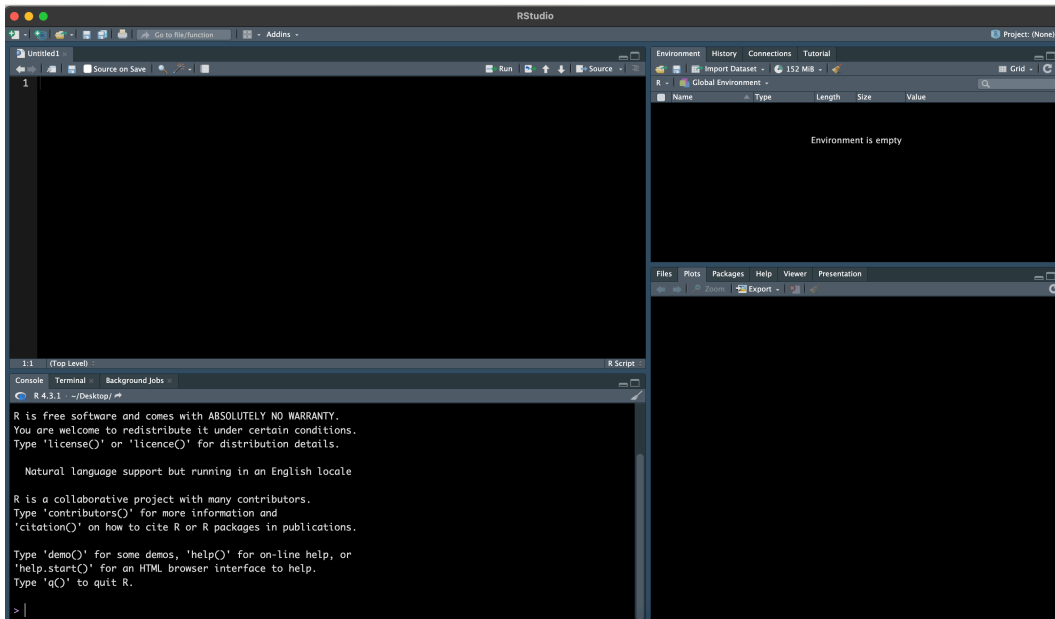 RStudio
Go to file/function
Addins
Project: (None)
Untitled1
Source on Save
Run
Source
1
1:1 (Top Level)
R Script
Console Terminal Background Jobs
R 4.3.1 · ~/Desktop/
R is free software and comes with ABSOLUTELY NO WARRANTY.
You are welcome to redistribute it under certain conditions.
Type 'license()' or 'licence()' for distribution details.
Natural language support but running in an English locale
R is a collaborative project with many contributors.
Type 'contributors()' for more information and
'citation()' on how to cite R or R packages in publications.
Type 'demo()' for some demos, 'help()' for on-line help, or
'help.start()' for an HTML browser interface to help.
Type 'q()' to quit R.
>
Environment History Connections Tutorial
Import Dataset
152 MiB
Grid
R
Global Environment
Name Type Length Size Value
Environment is empty
Files Plots Packages Help Viewer Presentation
Zoom
Export